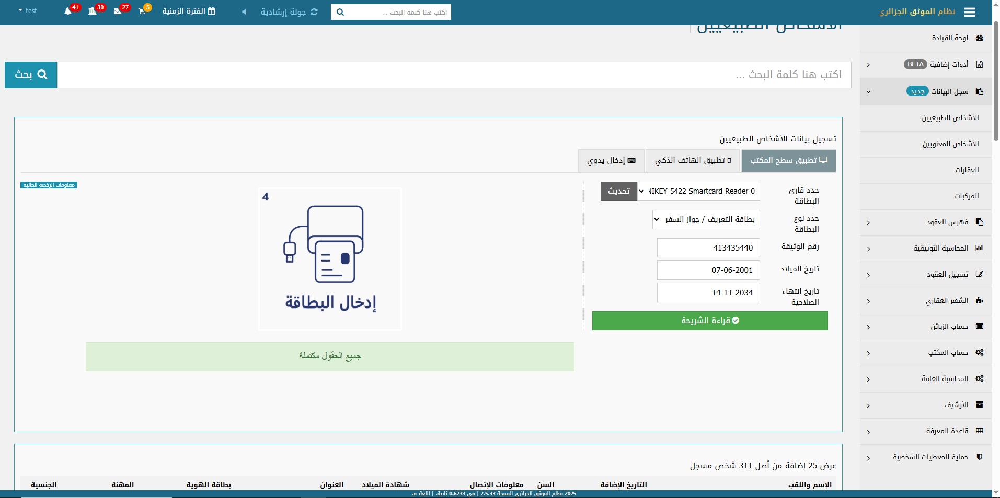 نظام الموثق الجزائري
اكتب هنا كلمة البحث ...
جولة إرشادية
الفترة الزمنية
5
27
30
41
test
لوحة القيادة
أدوات إضافية BETA
سجل البيانات جديد
الأشخاص الطبيعيين
الأشخاص المعنويين
العقارات
المركبات
فهرس العقود
المحاسبة التوثيقية
تسجيل العقود
الشهر العقاري
حساب الزبائن
حساب المكتب
المحاسبة العامة
الأرشيف
قاعدة المعرفة
حماية المعطيات الشخصية
الأشخاص الطبيعيين
اكتب هنا كلمة البحث ...
بحث
تسجيل بيانات الأشخاص الطبيعيين
تطبيق سطح المكتب
تطبيق الهاتف الذكي
إدخال يدوي
معلومات الرخصة الحالية
حدد قارئ
البطاقة
NIKEY 5422 Smartcard Reader 0
تحديث
حدد نوع
البطاقة
بطاقة التعريف / جواز السفر
رقم الوثيقة
413435440
تاريخ الميلاد
07-06-2001
تاريخ انتهاء
الصلاحية
14-11-2034
قراءة الشريحة
4
إدخال البطاقة
جميع الحقول مكتملة
عرض 25 إضافة من أصل 311 شخص مسجل
الإسم واللقب
التاريخ الإضافة
السن
معلومات الإتصال
شهادة الميلاد
العنوان
بطاقة الهوية
المهنة
الجنسية
2025 نظام الموثق الجزائري النسخة 2.5.33 | في 0.6233 ثانية. | اللغة ar